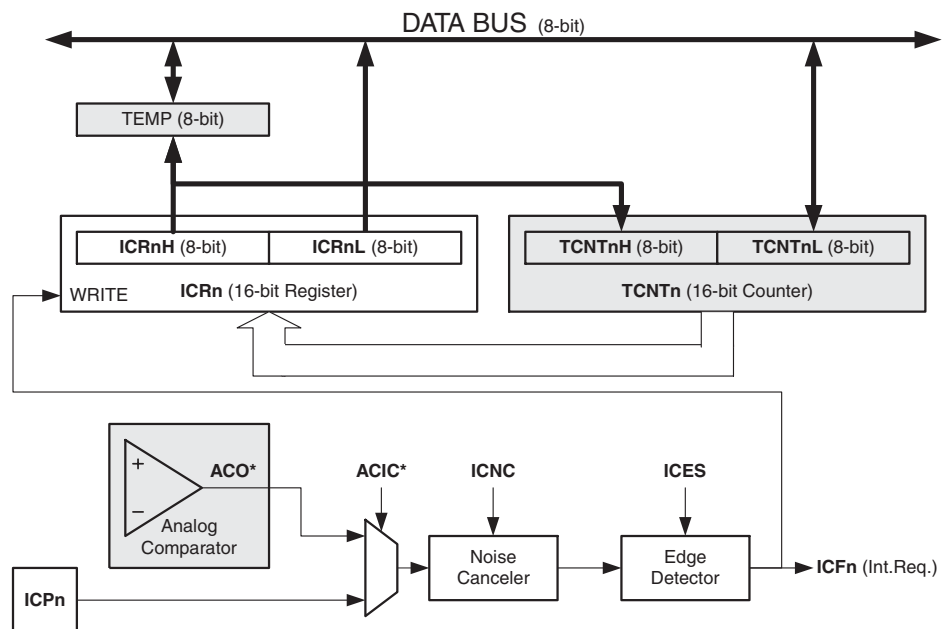 DATA BUS (8-bit)
TEMP (8-bit)
ICRnH (8-bit) ICRnL (8-bit)
TCNTnH (8-bit) TCNTnL (8-bit)
WRITE ICRn (16-bit Register)
TCNTn (16-bit Counter)
+
ACO*
ACIC*
ICNC
ICES
−
Analog
Comparator
Noise
Canceler
Edge
Detector
ICFn (Int.Req.)
ICPn